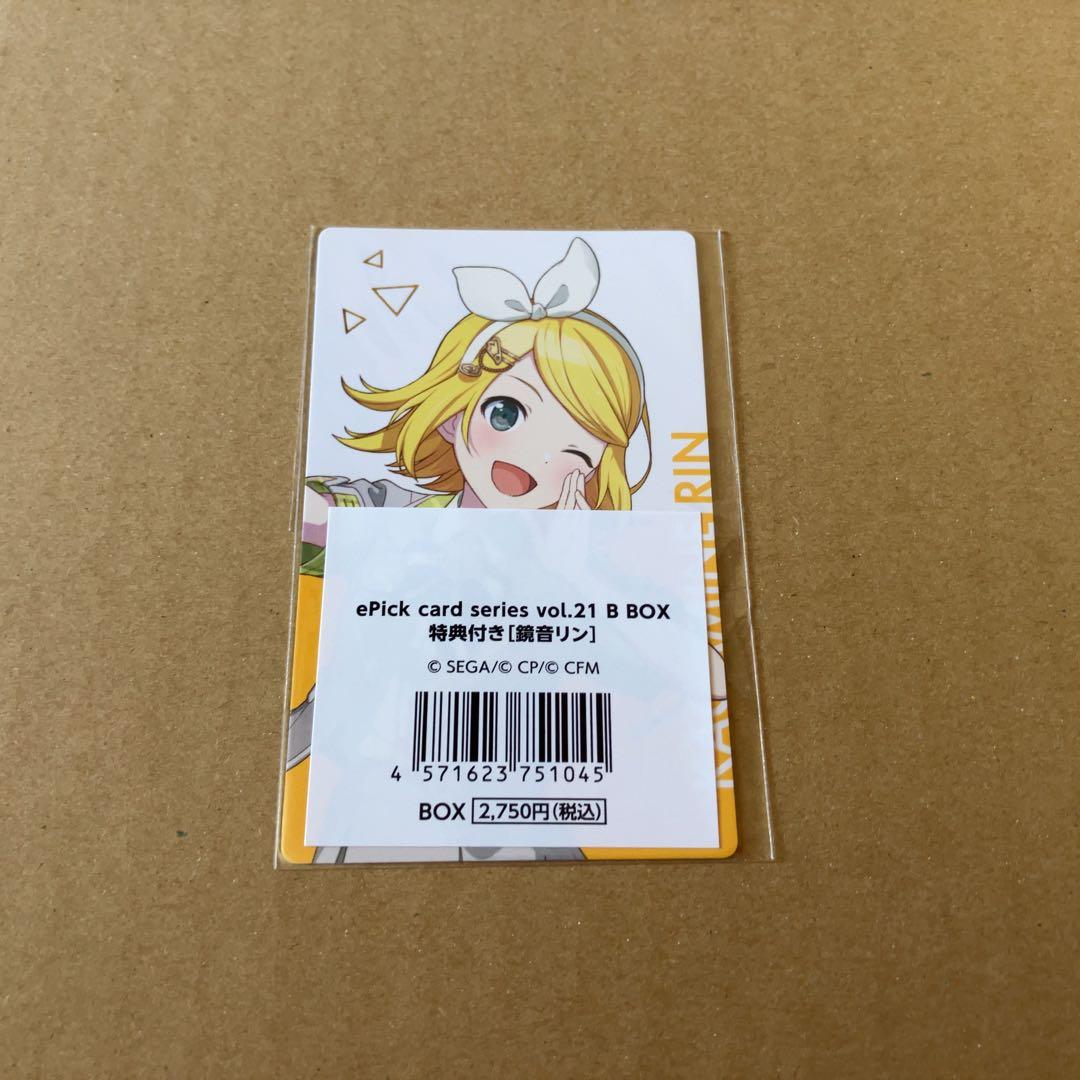 ePick card series vol.21 B BOX
特典付き[鏡音リン]
© SEGA/© CP/© CFM
4 571623 751045
BOX 2,750円(税込)
RIN